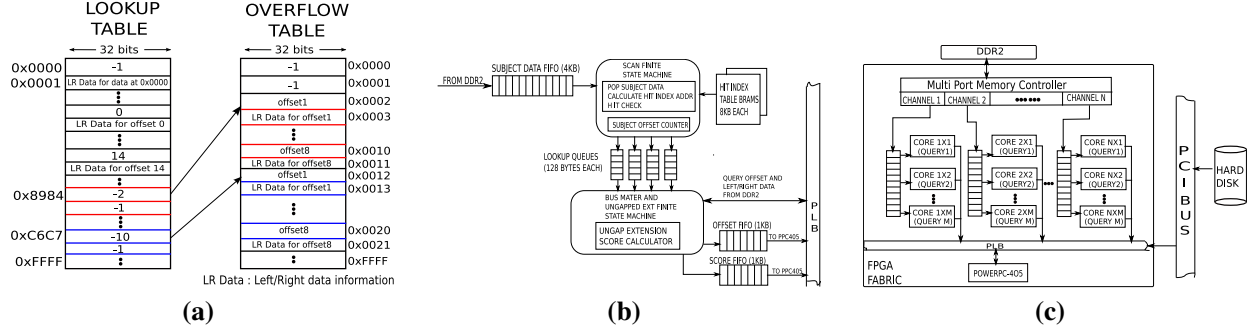 LOOKUP
TABLE
32 bits
0x0000
-1
0x0001
LR Data for data at 0x0000
0
LR Data for offset 0
14
LR Data for offset 14
0x8984
-2
-1
0xC6C7
-10
-1
0xFFFF
OVERFLOW
TABLE
32 bits
-1
0x0000
-1
0x0001
offset1
0x0002
LR Data for offset1
0x0003
offset8
0x0010
LR Data for offset8
0x0011
offset1
0x0012
LR Data for offset1
0x0013
offset8
0x0020
LR Data for offset8
0x0021
0xFFFF
LR Data : Left/Right data information
(a)
FROM DDR2
SUBJECT DATA FIFO (4KB)
SCAN FINITE
STATE MACHINE
POP SUBJECT DATA
CALCULATE HIT INDEX ADDR
HIT CHECK
SUBJECT OFFSET COUNTER
HIT INDEX
TABLE BRAMS
8KB EACH
LOOKUP QUEUES
(128 BYTES EACH)
QUERY OFFSET AND
LEFT/RIGHT DATA
FROM DDR2
BUS MATER AND
UNGAPPED EXT FINITE
STATE MACHINE
UNGAP EXTENSION
SCORE CALCULATOR
OFFSET FIFO (1KB)
TO PPC405
SCORE FIFO (1KB)
TO PPC405
PLB
(b)
DDR2
Multi Port Memory Controller
CHANNEL 1
CHANNEL 2
CHANNEL N
CORE 1X1
(QUERY1)
CORE 2X1
(QUERY1)
CORE NX1
(QUERY1)
CORE 1X2
(QUERY2)
CORE 2X2
(QUERY2)
CORE NX2
(QUERY2)
CORE 1XM
(QUERY M)
CORE 2XM
(QUERY M)
CORE NXM
(QUERY M)
PLB
FPGA
FABRIC
POWERPC-405
PCIBUS
HARD
DISK
(c)